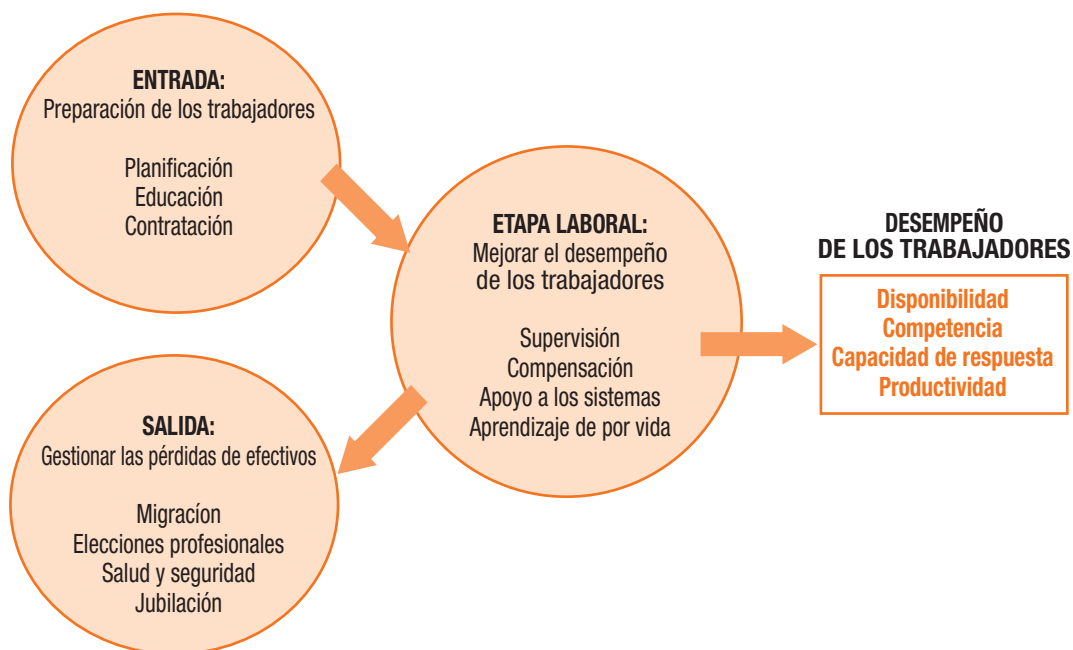 ENTRADA:
Preparación de los trabajadores
Planificación
Educación
Contratación
ETAPA LABORAL:
Mejorar el desempeño
de los trabajadores
Supervisión
Compensación
Apoyo a los sistemas
Aprendizaje de por vida
DESEMPEÑO
DE LOS TRABAJADORES
Disponibilidad
Competencia
Capacidad de respuesta
Productividad
SALIDA:
Gestionar las pérdidas de efectivos
Migracíon
Elecciones profesionales
Salud y seguridad
Jubilación